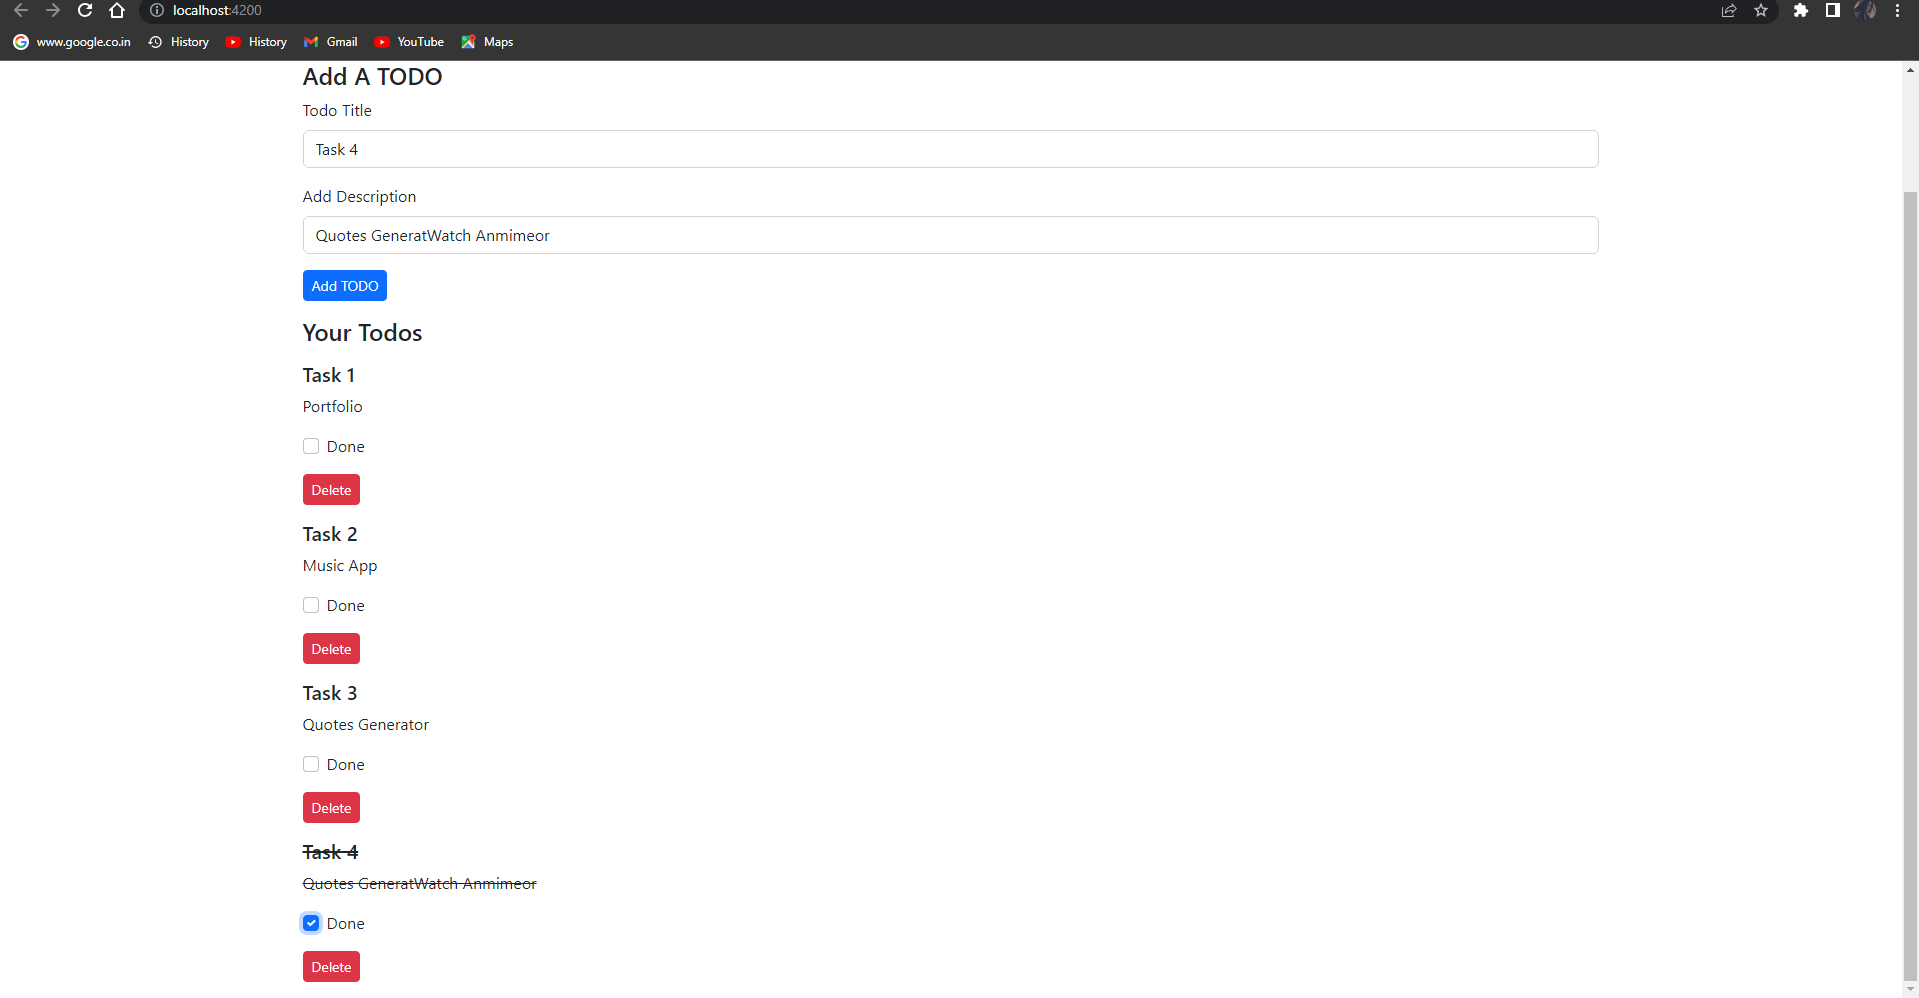 localhost:4200
www.google.co.in History History Gmail YouTube Maps
Add A TODO
Todo Title
Task 4
Add Description
Quotes GeneratWatch Anmimeor
Add TODO
Your Todos
Task 1
Portfolio
Done
Delete
Task 2
Music App
Done
Delete
Task 3
Quotes Generator
Done
Delete
Task 4
Quotes GeneratWatch Anmimeor
Done
Delete